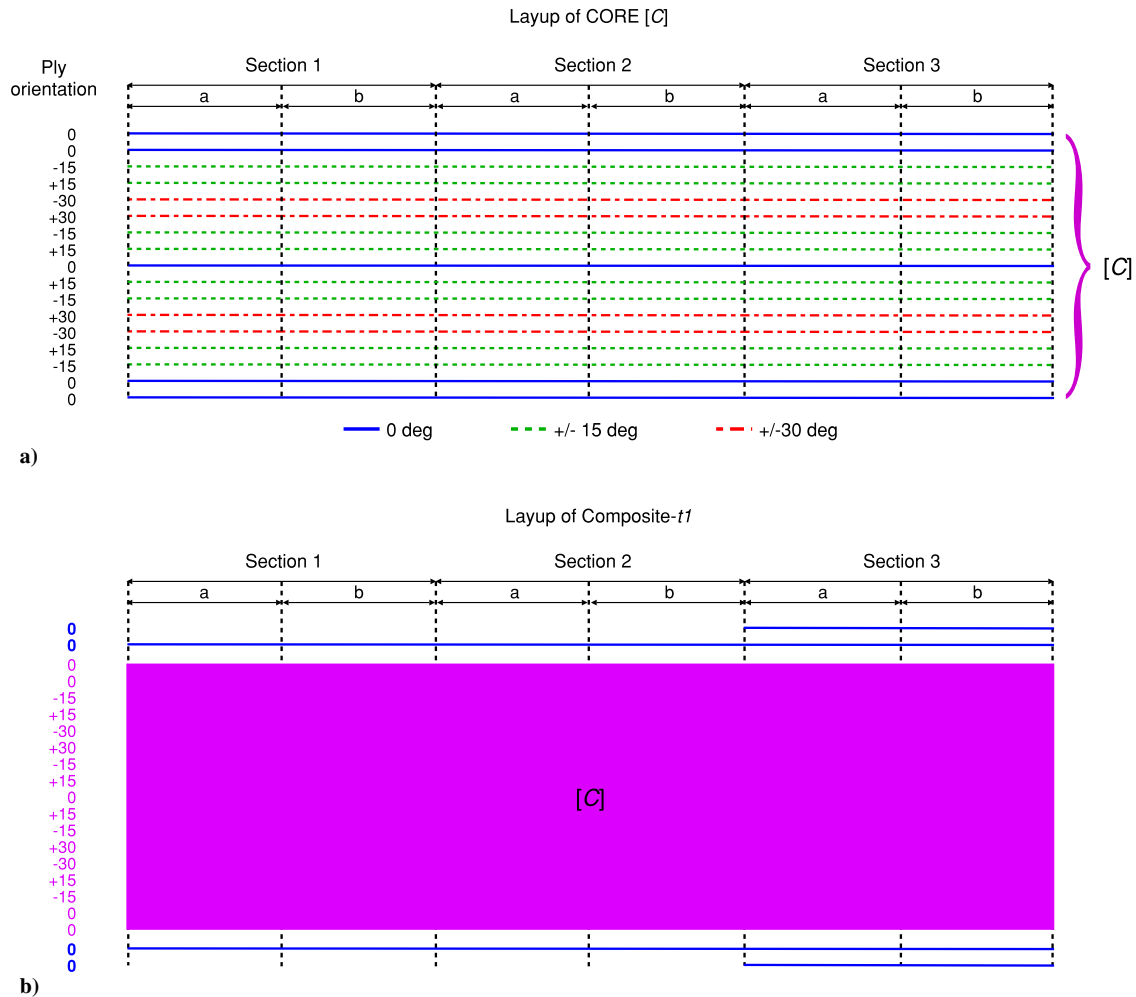 Layup of CORE [C]
Ply
orientation
Section 1
Section 2
Section 3
a
b
a
b
a
b
0
0
-15
+15
-30
+30
-15
+15
0
+15
-15
+30
-30
+15
-15
0
0
[C]
0 deg
+/- 15 deg
+/-30 deg
a)
Layup of Composite-t1
Section 1
Section 2
Section 3
a
b
a
b
a
b
0
0
0
0
-15
+15
-30
+30
-15
+15
0
+15
-15
+30
-30
+15
-15
0
0
0
0
[C]
b)